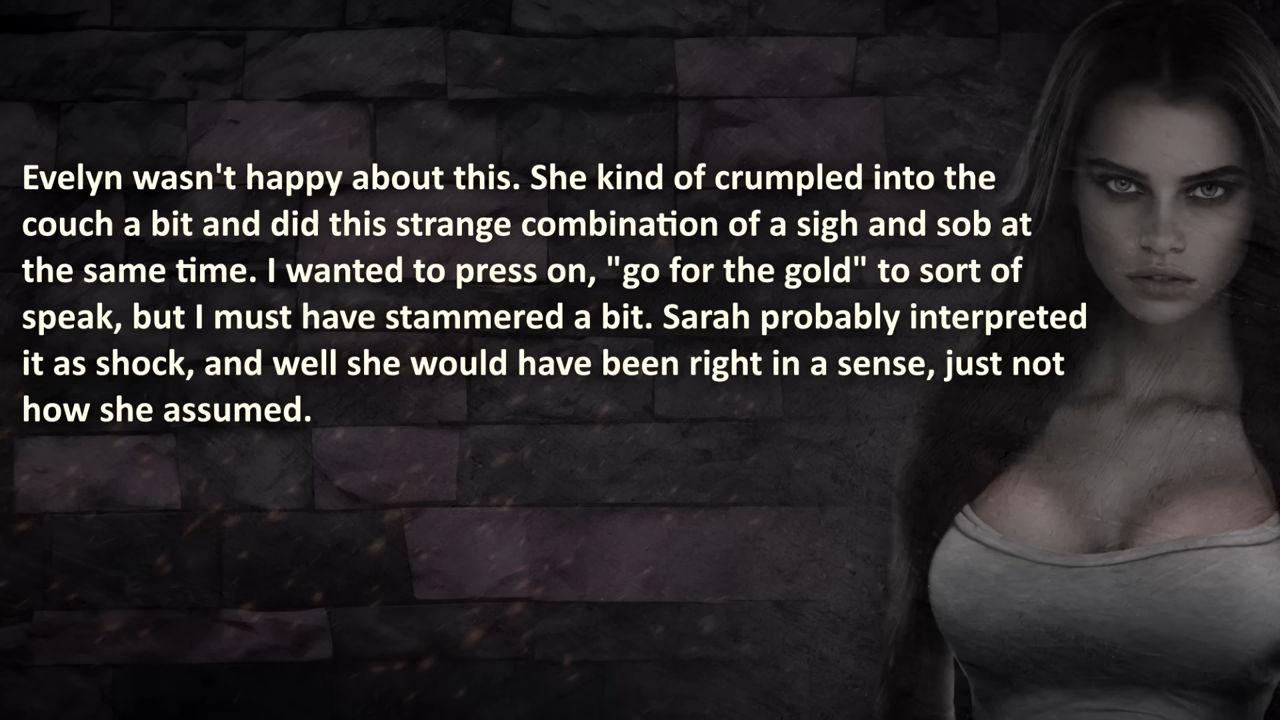 Evelyn wasn't happy about this. She kind of crumpled into the
couch a bit and did this strange combination of a sigh and sob at
the same time. I wanted to press on, "go for the gold" to sort of
speak, but I must have stammered a bit. Sarah probably interpreted
it as shock, and well she would have been right in a sense, just not
how she assumed.